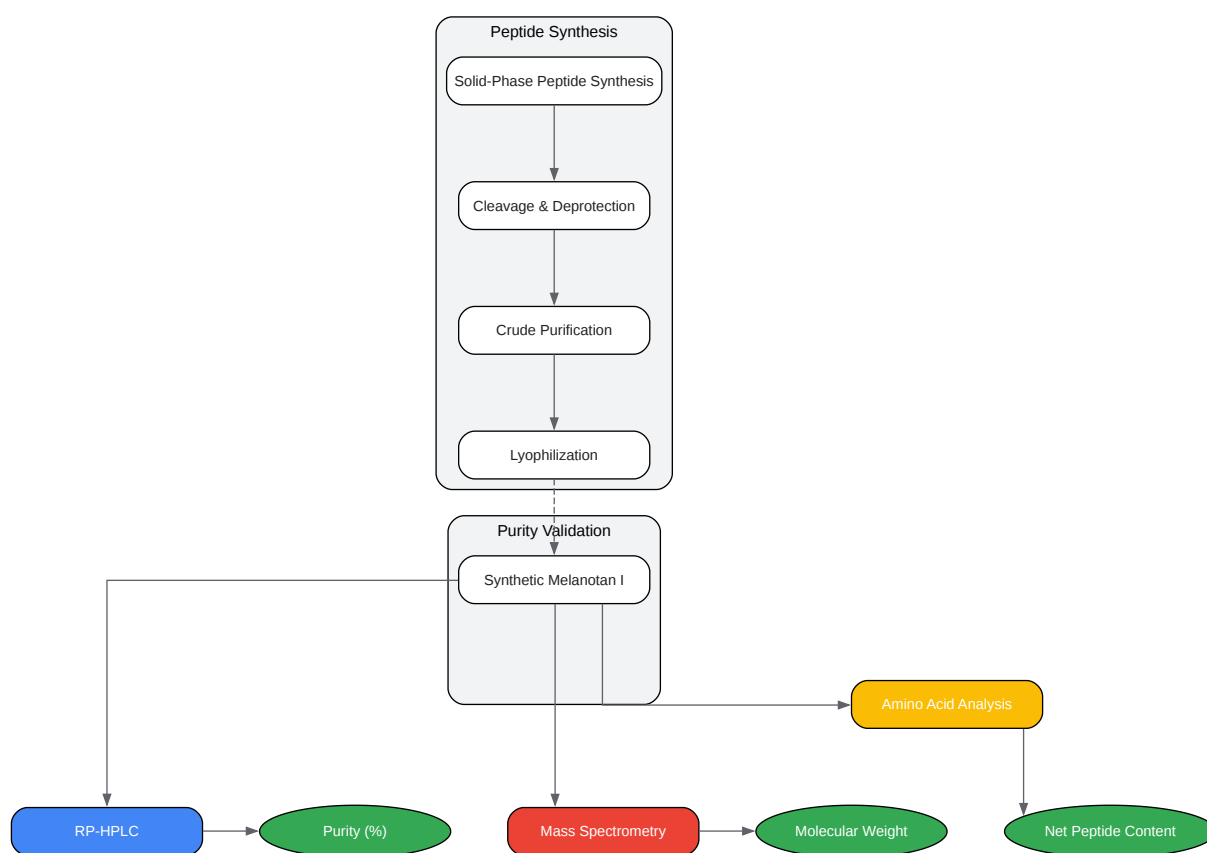 Peptide Synthesis
Solid-Phase Peptide Synthesis
Cleavage & Deprotection
Crude Purification
Lyophilization
Purity Validation
Synthetic Melanotan I
Amino Acid Analysis
RP-HPLC
Purity (%)
Mass Spectrometry
Molecular Weight
Net Peptide Content